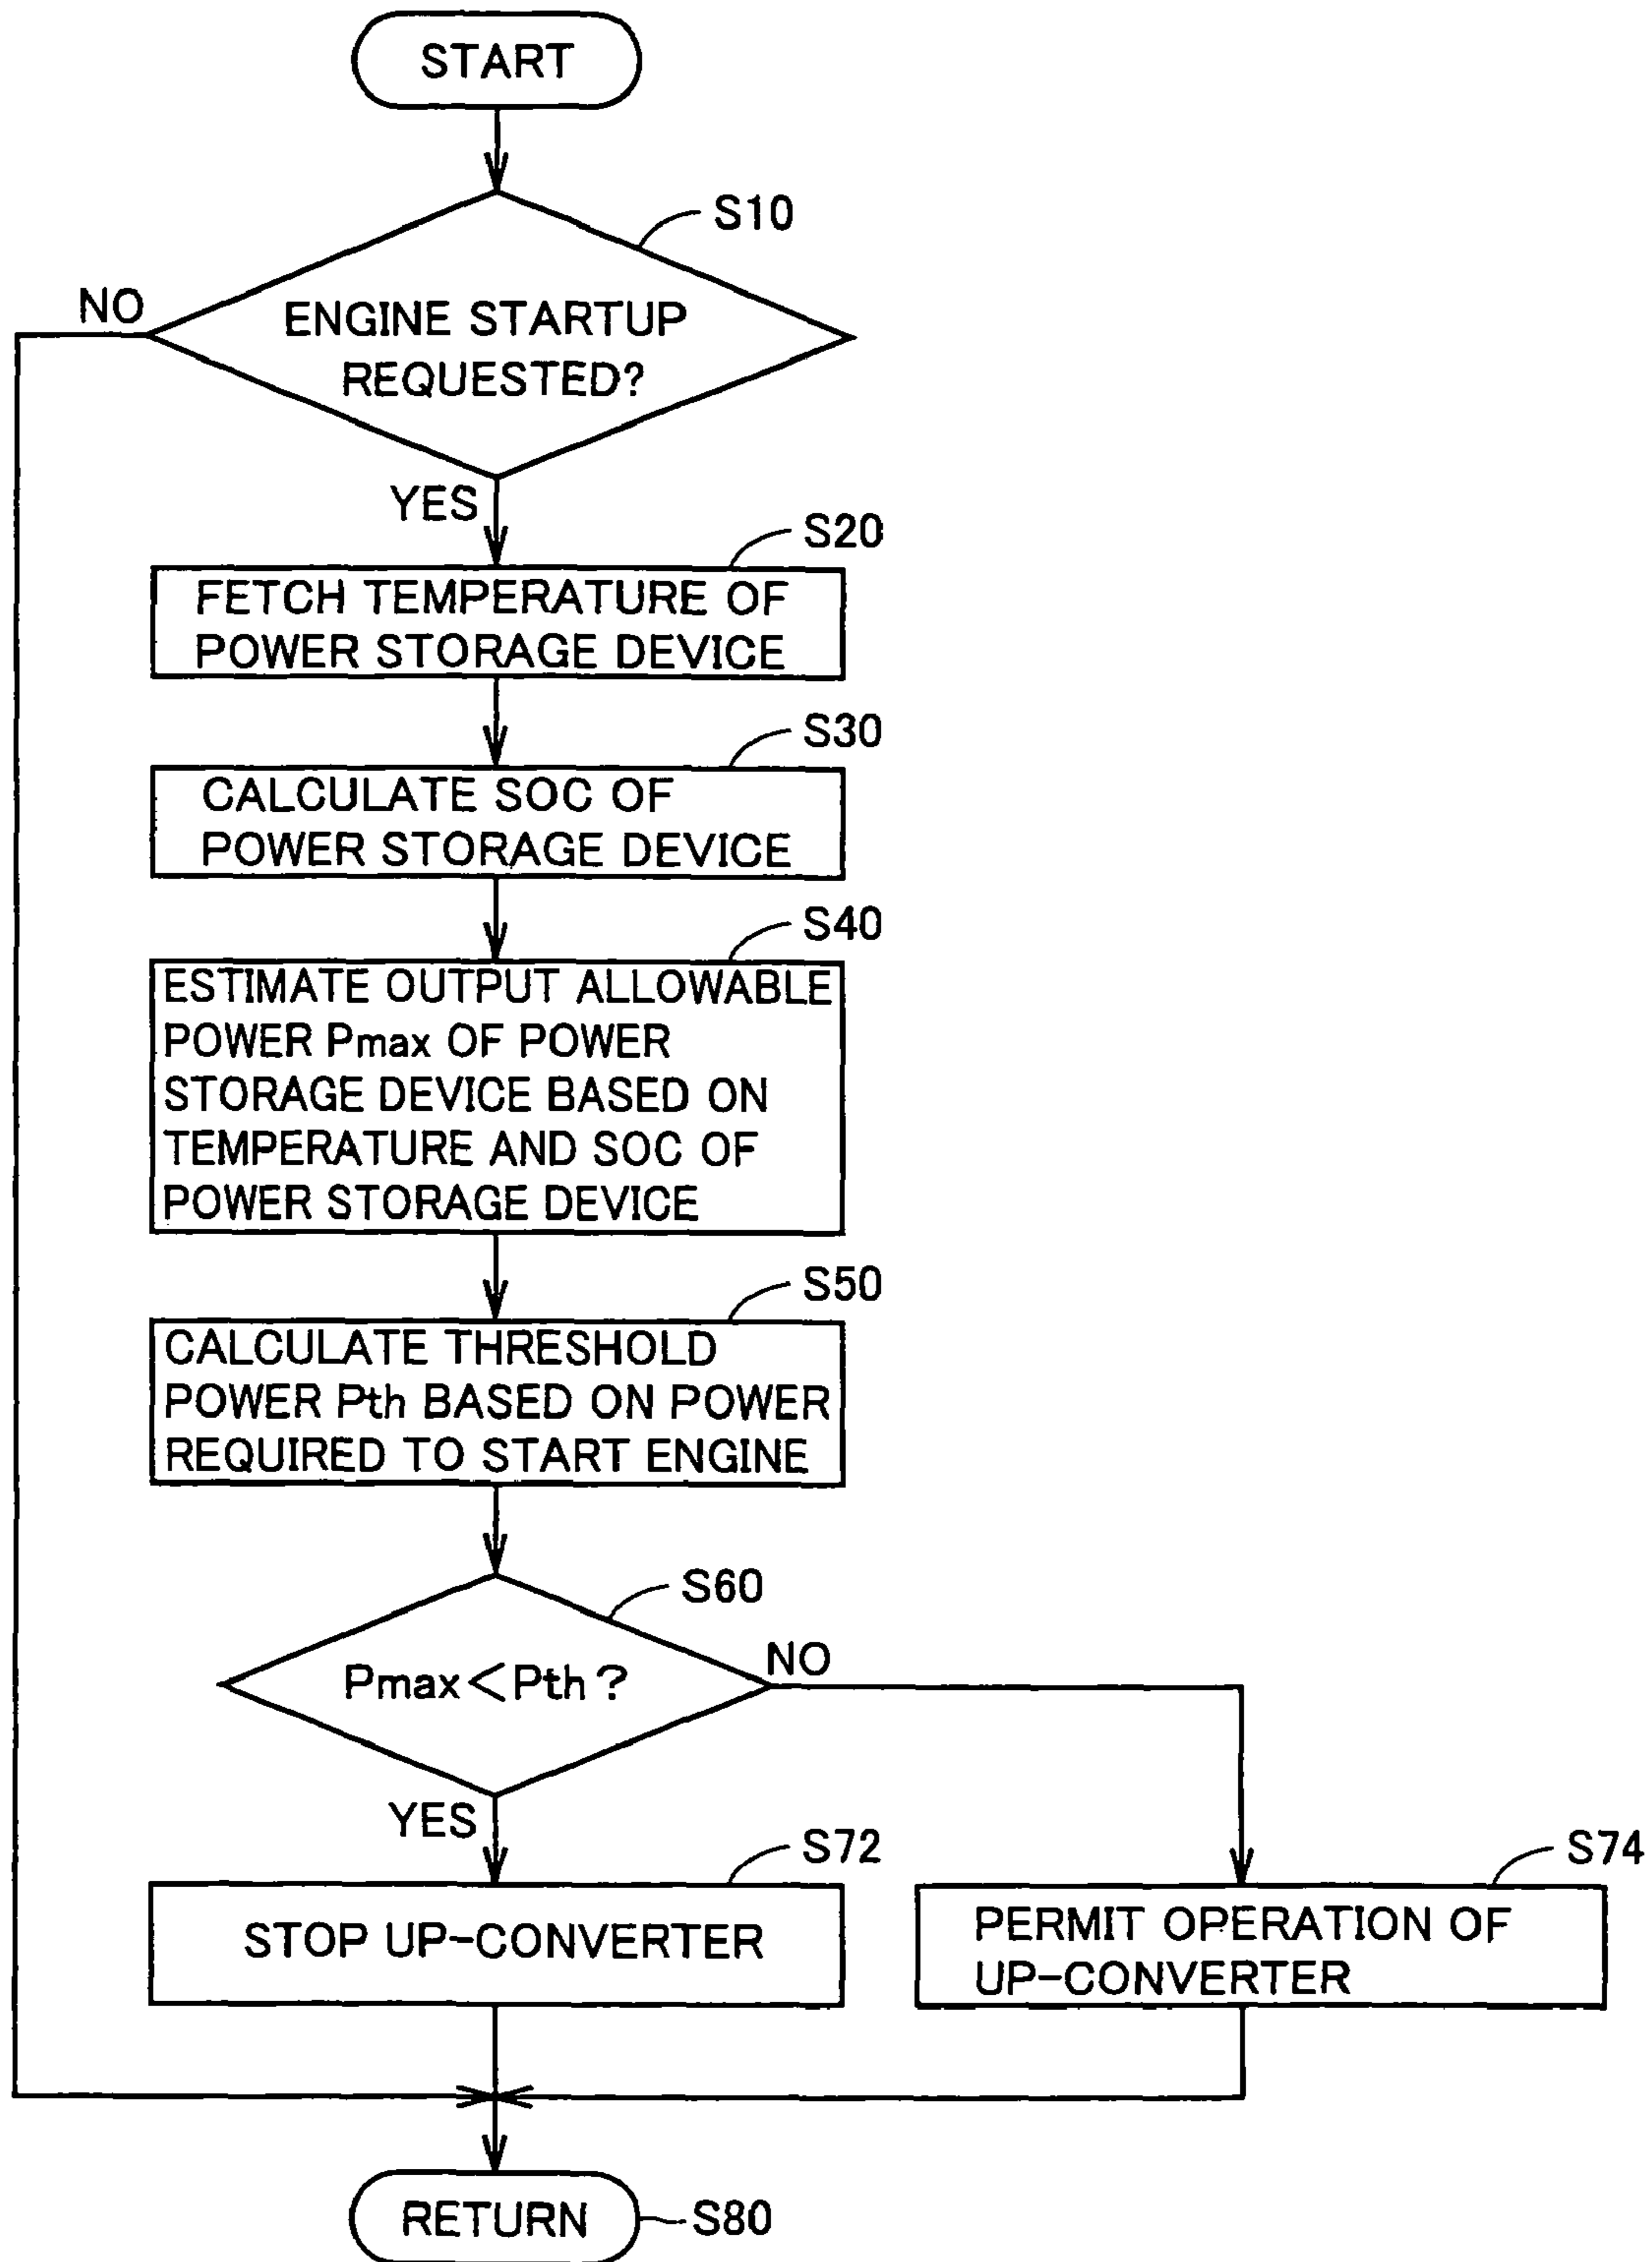 START
S10
NO
ENGINE STARTUP
REQUESTED?
YES
S20
FETCH TEMPERATURE OF
POWER STORAGE DEVICE
S30
CALCULATE SOC OF
POWER STORAGE DEVICE
S40
ESTIMATE OUTPUT ALLOWABLE
POWER Pmax OF POWER
STORAGE DEVICE BASED ON
TEMPERATURE AND SOC OF
POWER STORAGE DEVICE
S50
CALCULATE THRESHOLD
POWER Pth BASED ON POWER
REQUIRED TO START ENGINE
S60
Pmax<Pth?
NO
YES
S72
STOP UP-CONVERTER
S74
PERMIT OPERATION OF
UP-CONVERTER
RETURN
S80